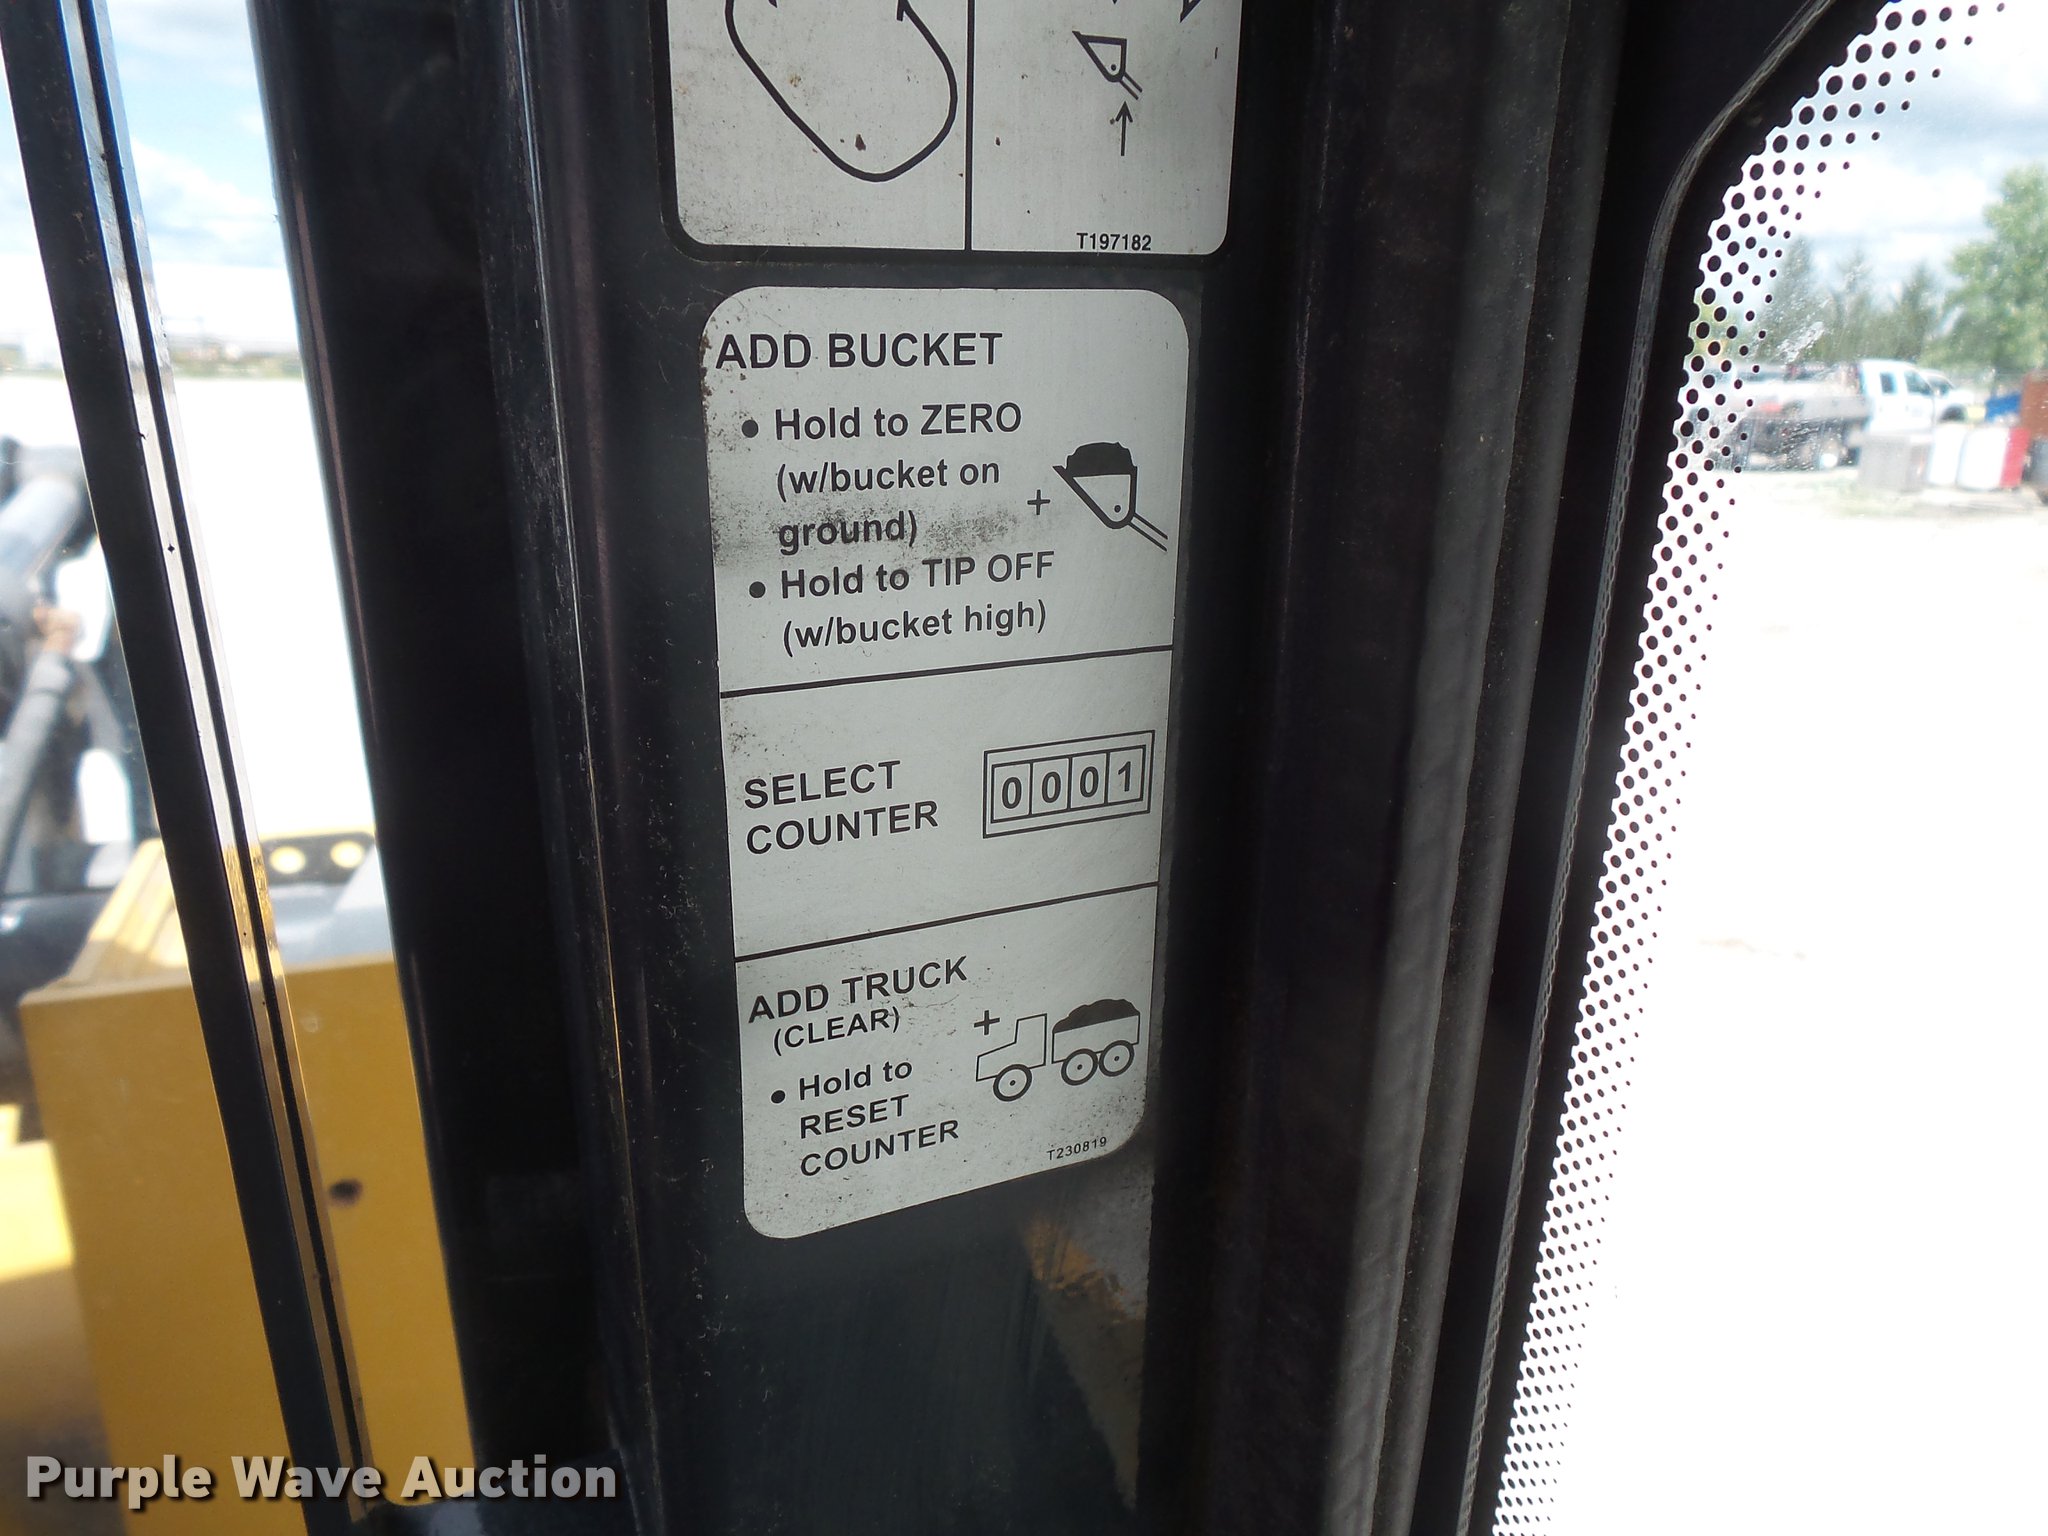 T197182
ADD BUCKET
• Hold to ZERO
(w/bucket on
ground)
+
• Hold to TIP OFF
(w/bucket high)
SELECT
COUNTER
0001
ADD TRUCK
(CLEAR)
+
• Hold to
RESET
COUNTER
T230819
Purple Wave Auction